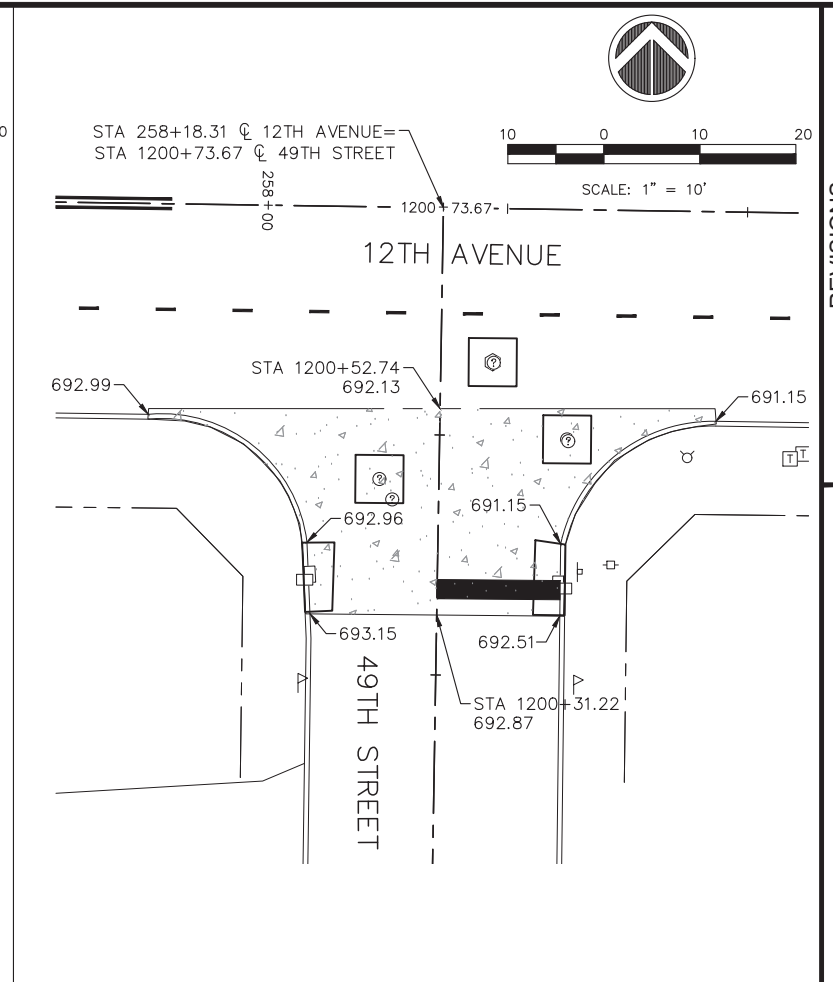 0
STA 258+18.31 ℄ 12TH AVENUE=
STA 1200+73.67 ℄ 49TH STREET
10 0 10 20
SCALE: 1" = 10'
258+00
1200+73.67
12TH AVENUE
STA 1200+52.74
692.13
692.99
691.15
?
?
?
?
T
T
691.15
692.96
693.15
692.51
49TH STREET
STA 1200+31.22
692.87